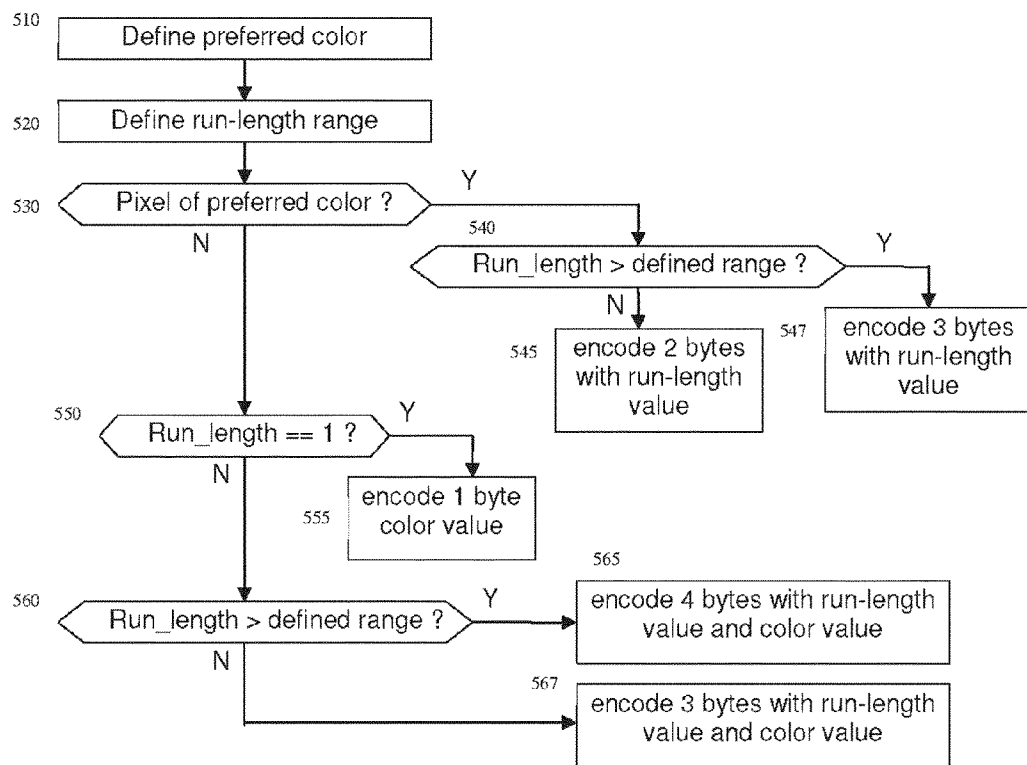 510
Define preferred color
520
Define run-length range
530
Pixel of preferred color ?
Y
N
540
Run_length > defined range ?
Y
N
545
encode 2 bytes
with run-length
value
547
encode 3 bytes
with run-length
value
550
Run_length == 1 ?
Y
N
555
encode 1 byte
color value
560
Run_length > defined range ?
Y
N
565
encode 4 bytes with run-length
value and color value
567
encode 3 bytes with run-length
value and color value